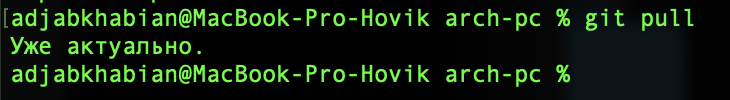 [adjabkhabian@MacBook-Pro-Hovik arch-pc % git pull
Уже актуально.
adjabkhabian@MacBook-Pro-Hovik arch-pc %